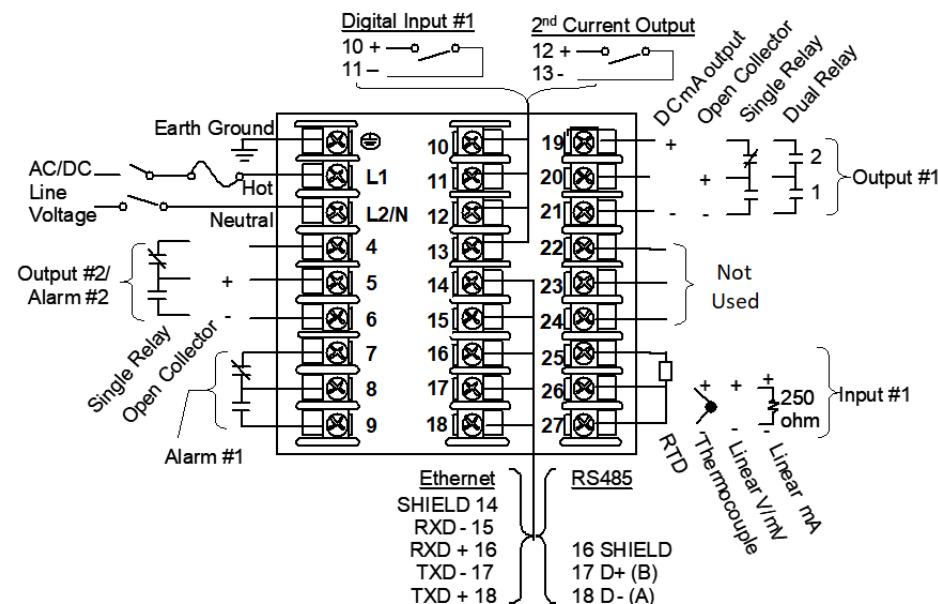 Digital Input #1
10 +
11 –
2nd Current Output
12 +
13 -
DC mA output
Open Collector
Single Relay
Dual Relay
Earth Ground
AC/DC
Line
Voltage
Hot
Neutral
L1
L2/N
4
5
6
7
8
9
10
11
12
13
14
15
16
17
18
19
20
21
22
23
24
25
26
27
+
-
+
-
2
1
Output #1
Output #2/
Alarm #2
+
-
Single Relay
Open Collector
Alarm #1
Not
Used
+
-
+
-
+
-
250
ohm
Input #1
RTD
Thermocouple
Linear V/mV
Linear mA
Ethernet
SHIELD 14
RXD - 15
RXD + 16
TXD - 17
TXD + 18
RS485
16 SHIELD
17 D+ (B)
18 D- (A)